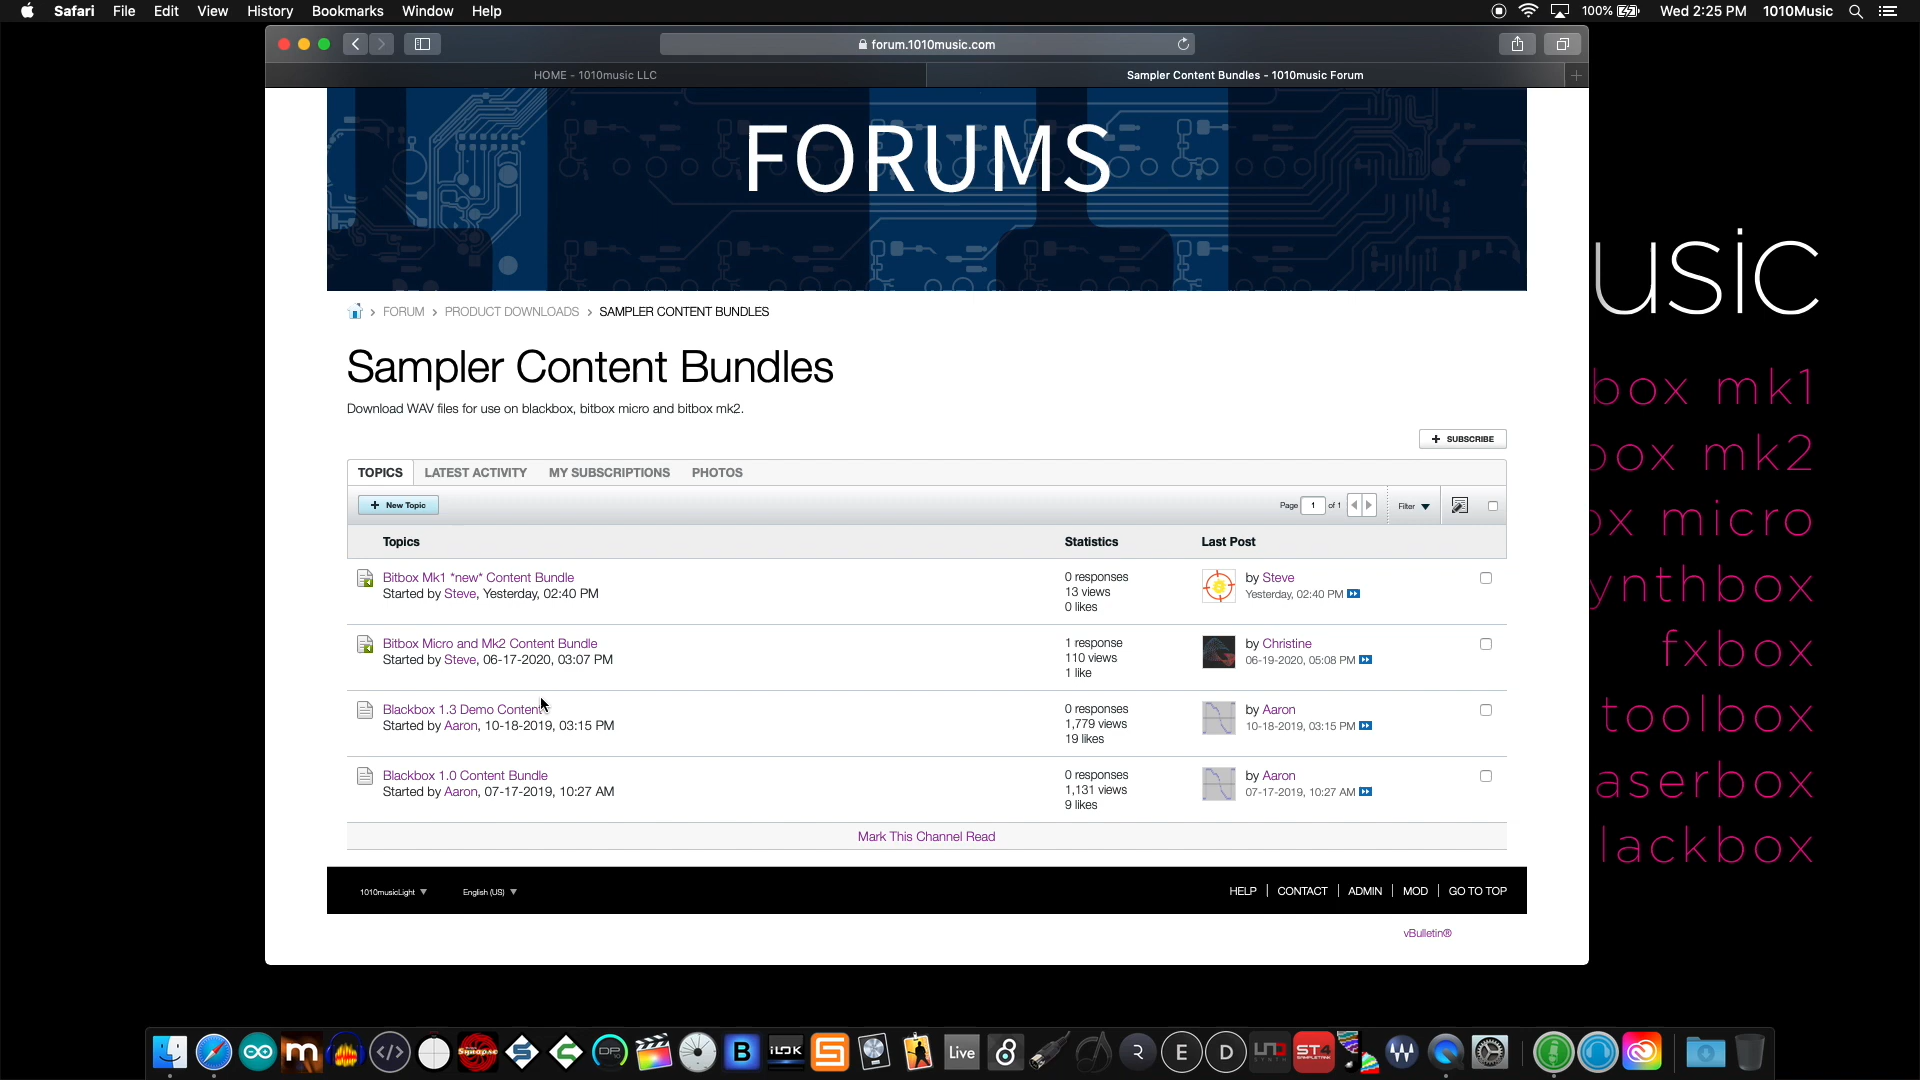 Safari File Edit View History Bookmarks Window Help 100% Wed 2:25 PM 1010Music
forum.1010music.com
HOME - 1010music LLC Sampler Content Bundles - 1010music Forum
FORUMS
usic
FORUM › PRODUCT DOWNLOADS › SAMPLER CONTENT BUNDLES
Sampler Content Bundles
Download WAV files for use on blackbox, bitbox micro and bitbox mk2.
box mk1
box mk2
ox micro
ynthbox
fxbox
toolbox
aserbox
lackbox
+ SUBSCRIBE
TOPICS LATEST ACTIVITY MY SUBSCRIPTIONS PHOTOS
+ New Topic Page 1 of 1 Filter
Topics Statistics Last Post
Bitbox Mk1 *new* Content Bundle
Started by Steve, Yesterday, 02:40 PM
0 responses
13 views
0 likes
by Steve
Yesterday, 02:40 PM
Bitbox Micro and Mk2 Content Bundle
Started by Steve, 06-17-2020, 03:07 PM
1 response
110 views
1 like
by Christine
06-19-2020, 05:08 PM
Blackbox 1.3 Demo Content
Started by Aaron, 10-18-2019, 03:15 PM
0 responses
1,779 views
19 likes
by Aaron
10-18-2019, 03:15 PM
Blackbox 1.0 Content Bundle
Started by Aaron, 07-17-2019, 10:27 AM
0 responses
1,131 views
9 likes
by Aaron
07-17-2019, 10:27 AM
Mark This Channel Read
1010musicLight English (US) HELP CONTACT ADMIN MOD GO TO TOP
vBulletin®
m DP B iLOK S Live R E D UNO ST4 W